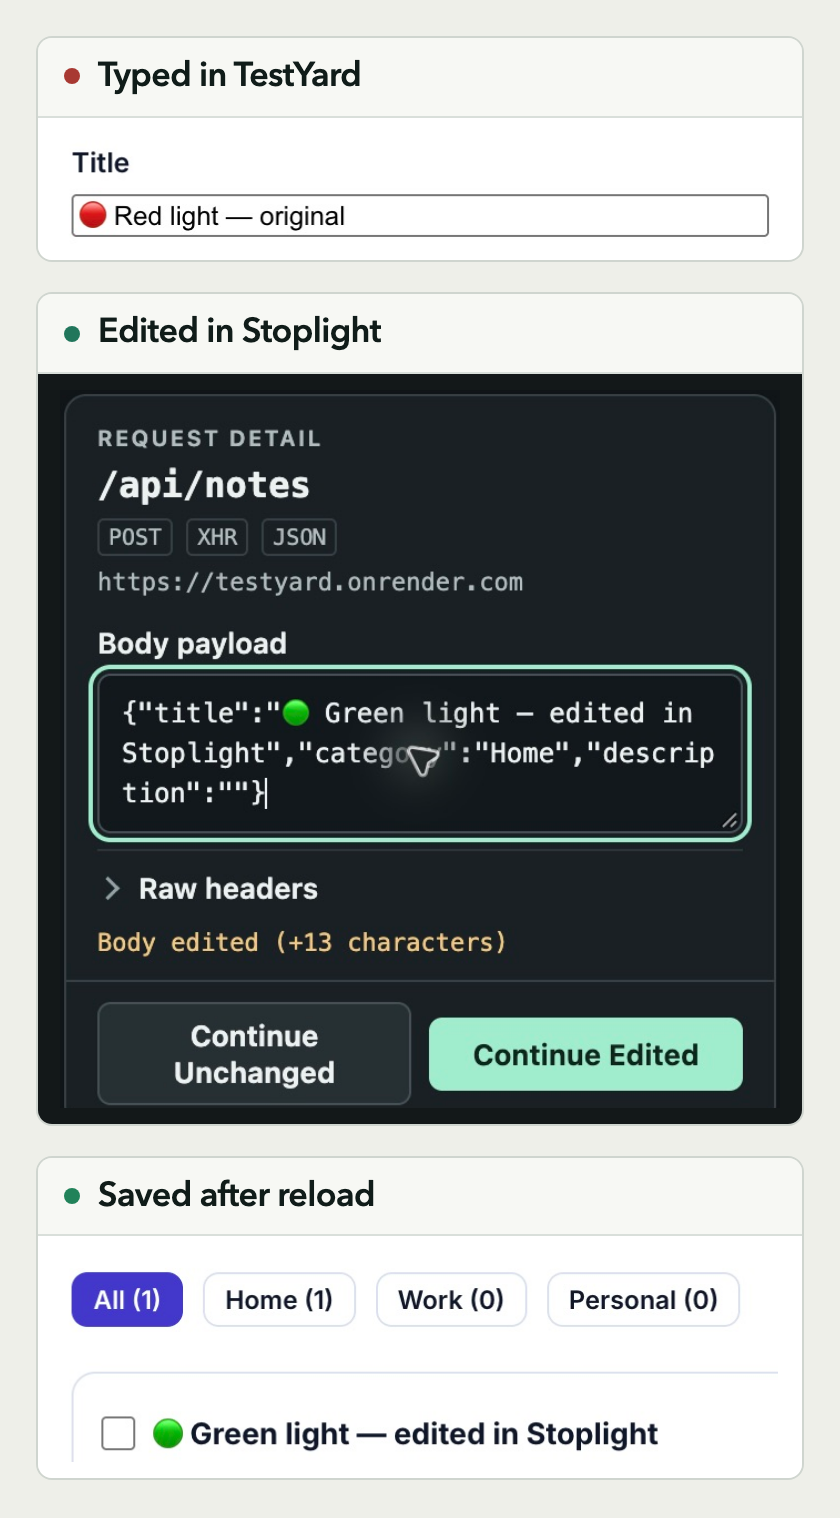 Typed in TestYard
Title
🔴 Red light — original
Edited in Stoplight
REQUEST DETAIL
/api/notes
POST XHR JSON
https://testyard.onrender.com
Body payload
{"title":"🟢 Green light — edited in
Stoplight","category":"Home","descrip
tion":""}
Raw headers
Body edited (+13 characters)
Continue
Unchanged
Continue Edited
Saved after reload
All (1) Home (1) Work (0) Personal (0)
🟢 Green light — edited in Stoplight